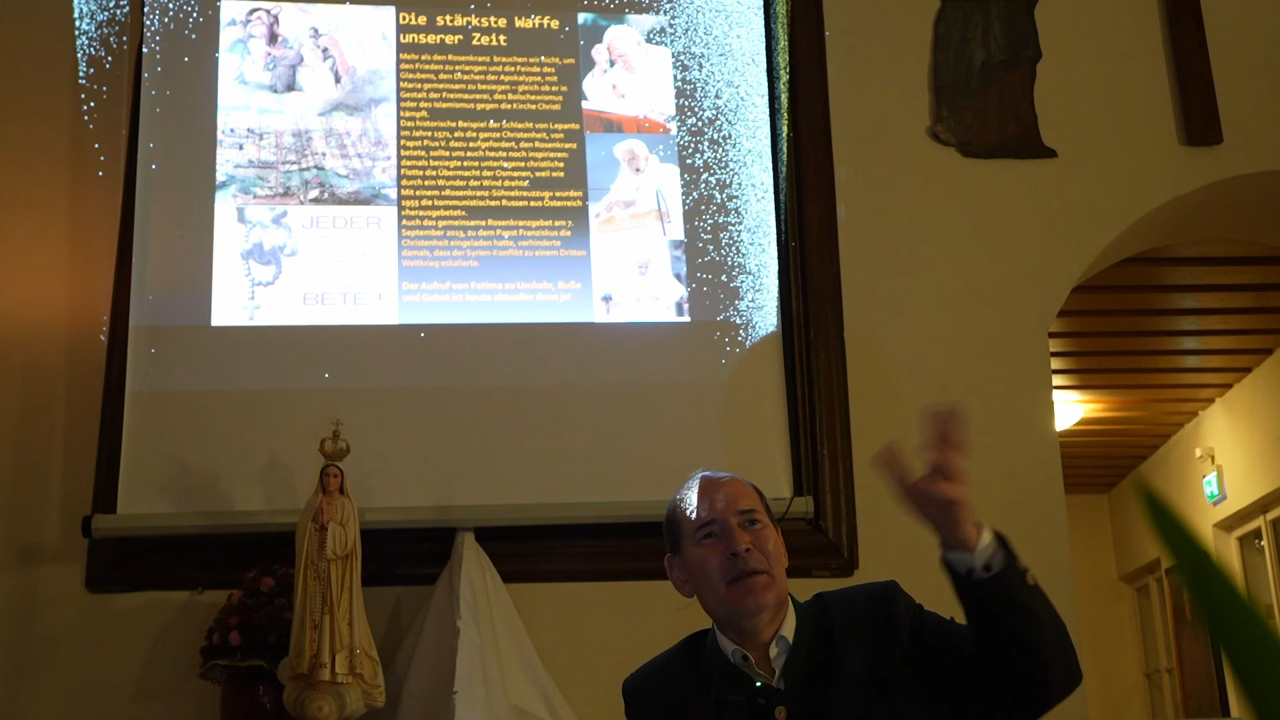 Die stärkste Waffe
unserer Zeit
Mehr als den Rosenkranz brauchen wir nicht, um
den Frieden zu erlangen und die Feinde des
Glaubens, den Drachen der Apokalypse, mit
Maria gemeinsam zu besiegen – gleich ob er in
Gestalt der Freimaurerei, des Bolschewismus
oder des Islamismus gegen die Kirche Christi
kämpft.
Das historische Beispiel der Schlacht von Lepanto
im Jahre 1571, als die ganze Christenheit, von
Papst Pius V. dazu aufgefordert, den Rosenkranz
betete, sollte uns auch heute noch inspirieren:
damals besiegte eine unterlegene christliche
Flotte die Übermacht der Osmanen, weil wie
durch ein Wunder der Wind drehte.
Mit einem »Rosenkranz-Sühnekreuzzug« wurden
1955 die kommunistischen Russen aus Österreich
»herausgebetet«.
Auch das gemeinsame Rosenkranzgebet am 7.
September 2013, zu dem Papst Franziskus die
Christenheit eingeladen hatte, verhinderte
damals, dass der Syrien-Konflikt zu einem Dritten
Weltkrieg eskalierte.
Der Aufruf von Fatima zu Umkehr, Buße
und Gebet ist heute aktueller denn je!
JEDER
BETE !